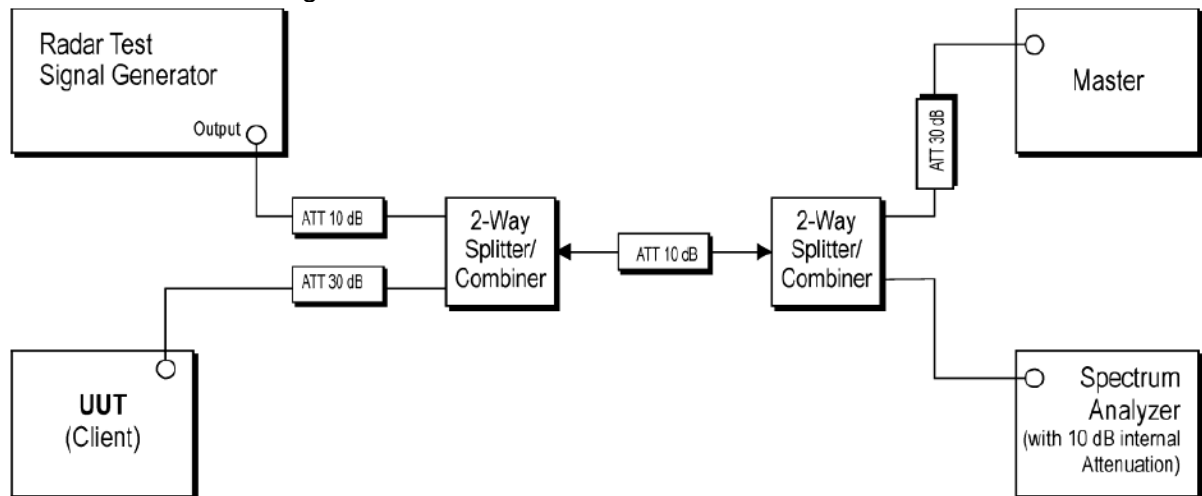 Radar Test
Signal Generator
Output
ATT 10 dB
ATT 30 dB
2-Way
Splitter/
Combiner
ATT 10 dB
2-Way
Splitter/
Combiner
ATT 30 dB
Master
UUT
(Client)
Spectrum
Analyzer
(with 10 dB internal
Attenuation)